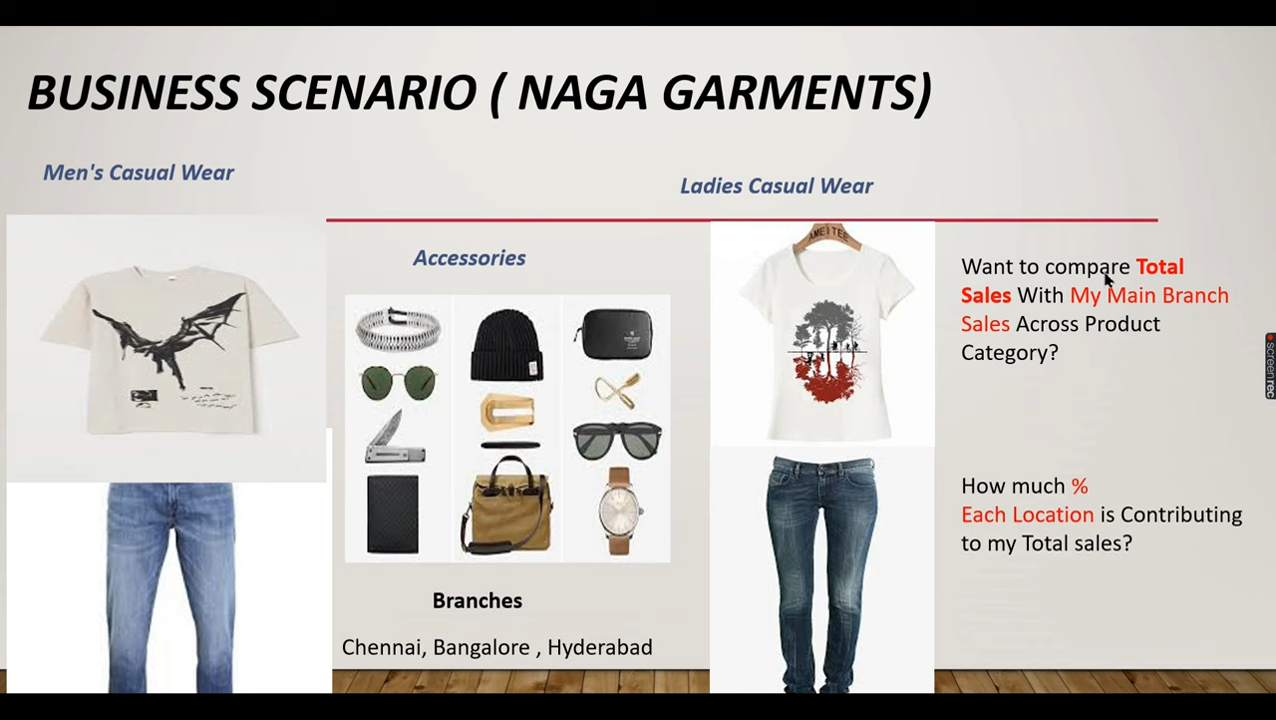 BUSINESS SCENARIO ( NAGA GARMENTS)
Men's Casual Wear
Ladies Casual Wear
Accessories
AMEITEE
Want to compare Total
Sales With My Main Branch
Sales Across Product
Category?
How much %
Each Location is Contributing
to my Total sales?
Branches
Chennai, Bangalore , Hyderabad
screenrec